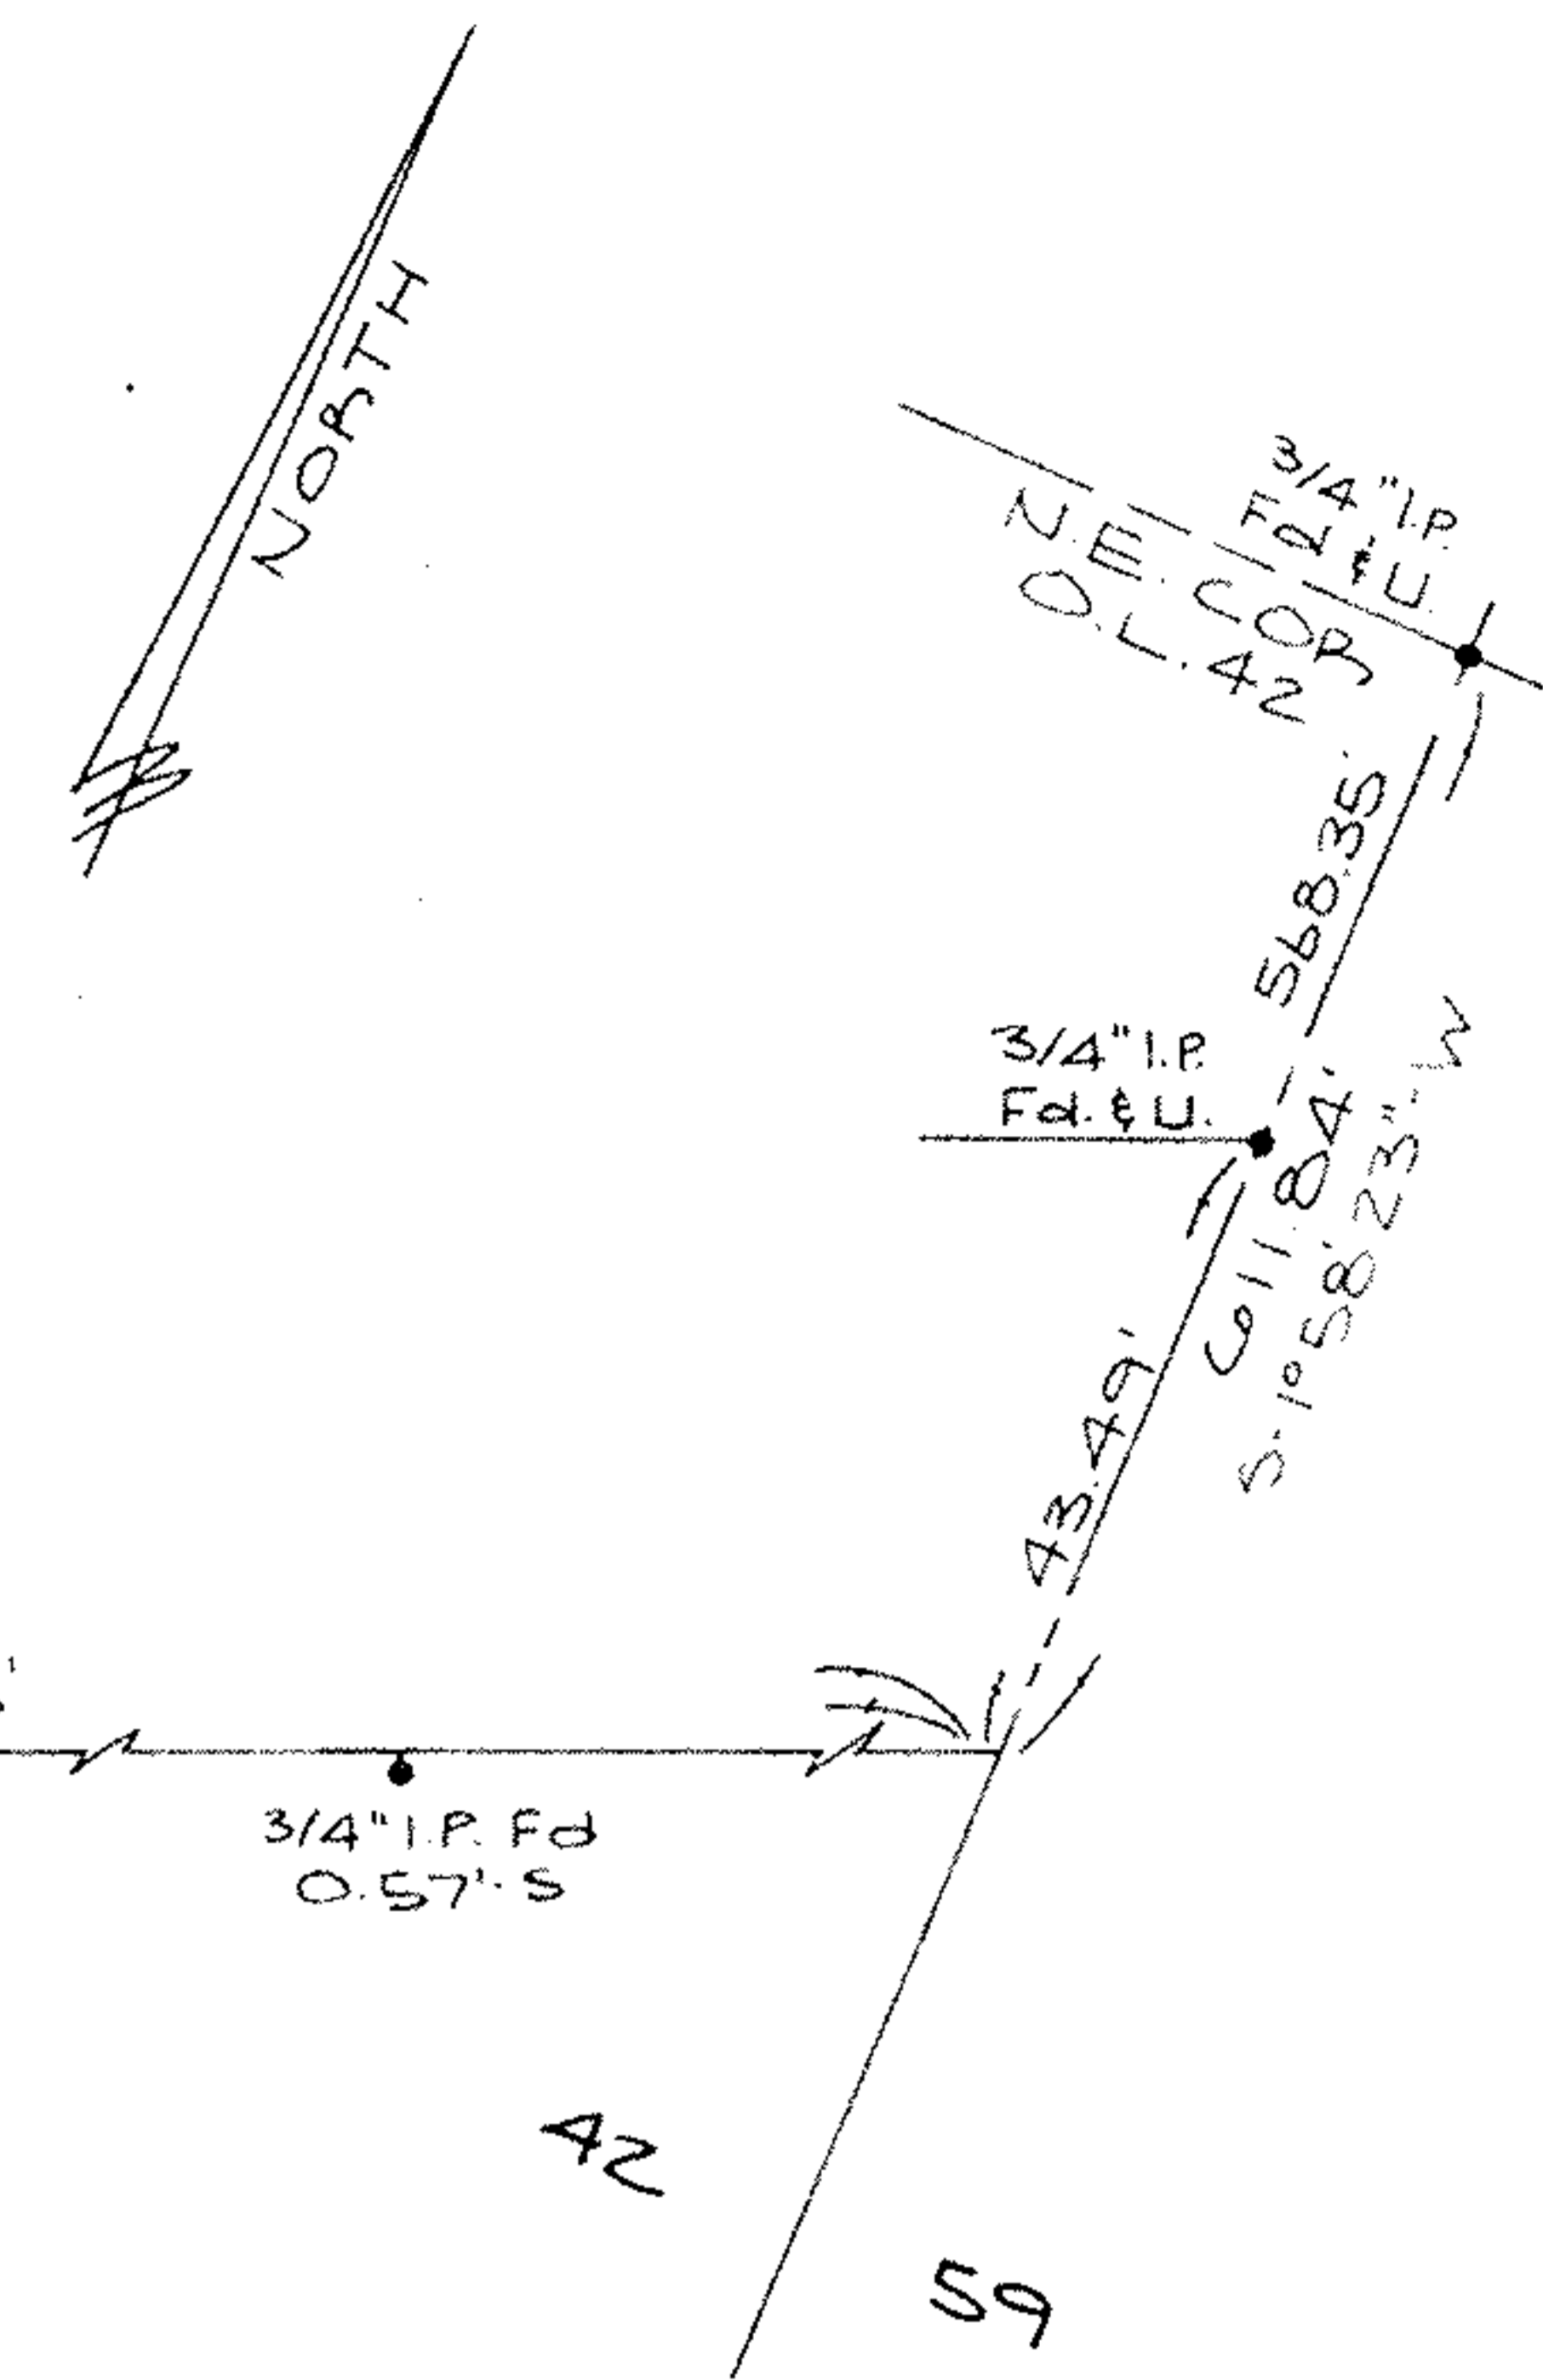 NORTH
3/4" I.P.
Fd & U.
N.E. COR
O.L. 42
568.35'
3/4" I.P.
Fd. & U.
611.84'
S-1°58'23"-W
43.49'
3/4" I.P. Fd
0.57'-S
42
59